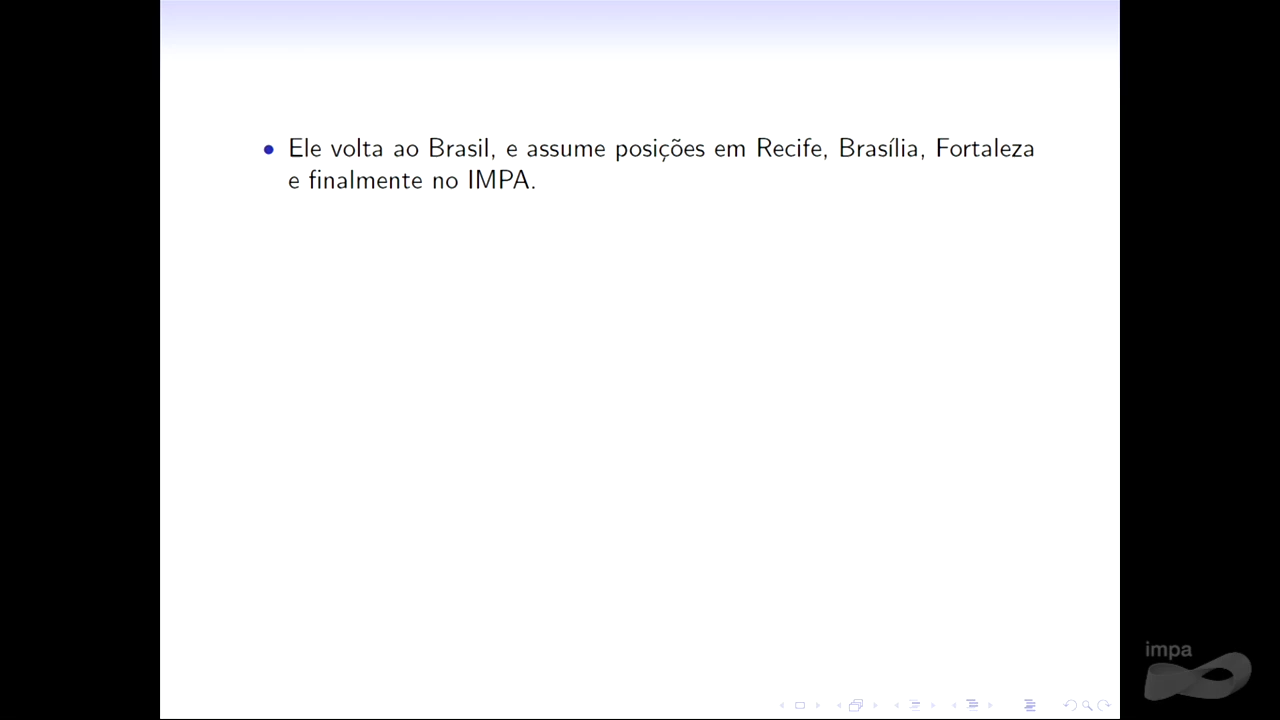 Ele volta ao Brasil, e assume posições em Recife, Brasília, Fortaleza
e finalmente no IMPA.
impa